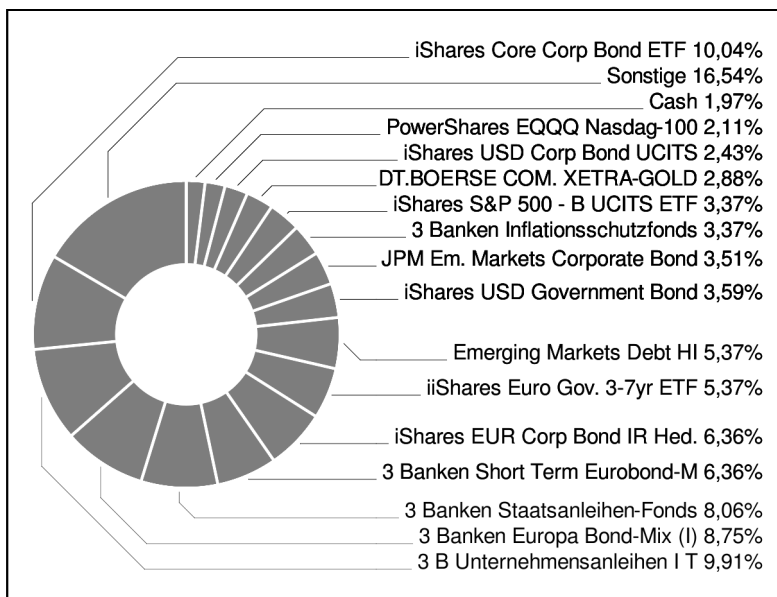 iShares Core Corp Bond ETF 10,04%
Sonstige 16,54%
Cash 1,97%
PowerShares EQQQ Nasdag-100 2,11%
iShares USD Corp Bond UCITS 2,43%
DT.BOERSE COM. XETRA-GOLD 2,88%
iShares S&P 500 - B UCITS ETF 3,37%
3 Banken Inflationsschutzfonds 3,37%
JPM Em. Markets Corporate Bond 3,51%
iShares USD Government Bond 3,59%
Emerging Markets Debt HI 5,37%
iiShares Euro Gov. 3-7yr ETF 5,37%
iShares EUR Corp Bond IR Hed. 6,36%
3 Banken Short Term Eurobond-M 6,36%
3 Banken Staatsanleihen-Fonds 8,06%
3 Banken Europa Bond-Mix (I) 8,75%
3 B Unternehmensanleihen I T 9,91%